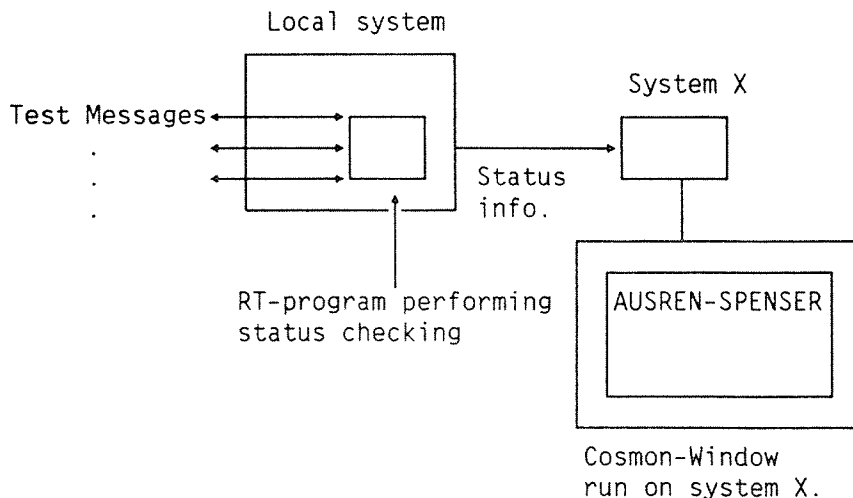 Local system
System X
Test Messages
.
.
.
Status
info.
RT-program performing
status checking
AUSREN-SPENSER
Cosmon-Window
run on system X.